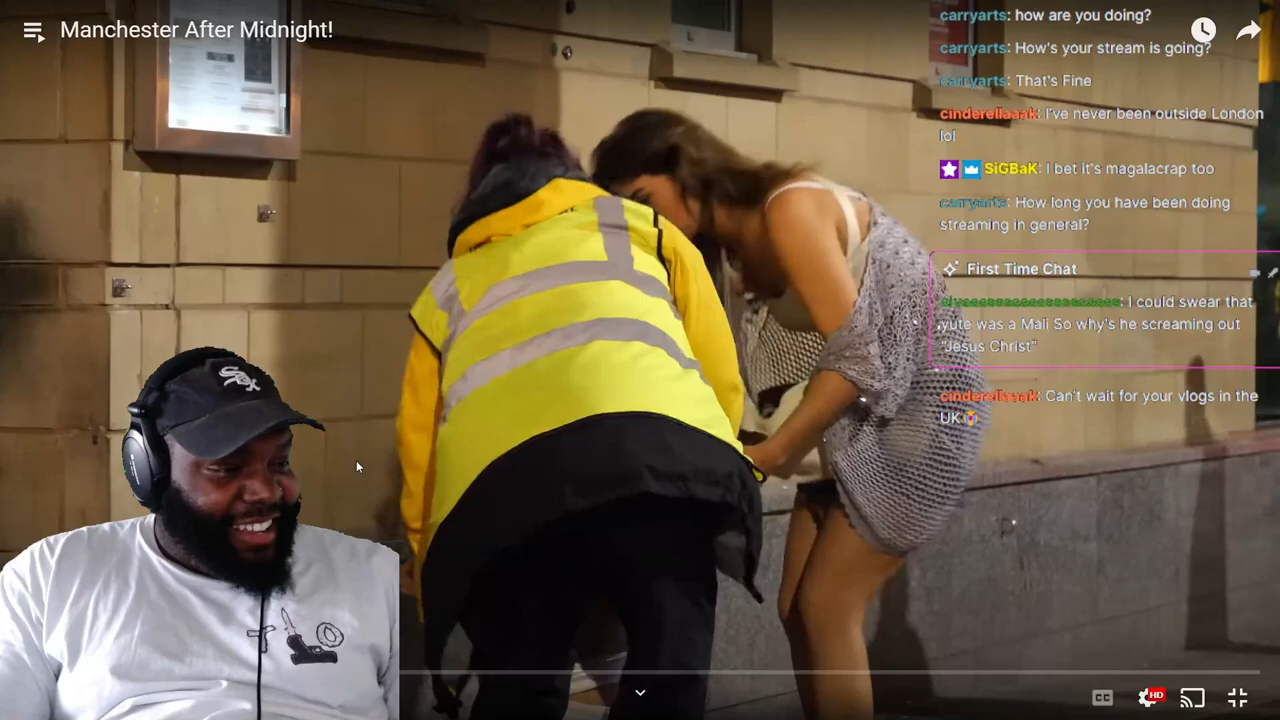 Manchester After Midnight!
carryarts: how are you doing?
carryarts: How's your stream is going?
carryarts: That's Fine
cinderellaaak: I've never been outside London
lol
SiGBaK: I bet it's magalacrap too
carryarts: How long you have been doing
streaming in general?
First Time Chat
: I could swear that
yute was a Mali So why's he screaming out
"Jesus Christ"
cinderellaaak: Can't wait for your vlogs in the
UK
Sox
CC
HD